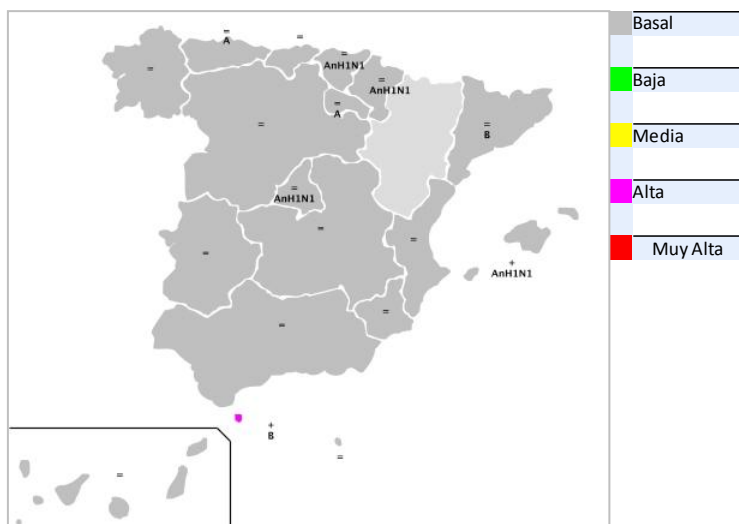 =
A
=
=
AnH1N1
=
AnH1N1
=
=
A
=
=
B
=
AnH1N1
=
=
=
+
AnH1N1
=
=
+
B
=
=
Basal
Baja
Media
Alta
Muy Alta